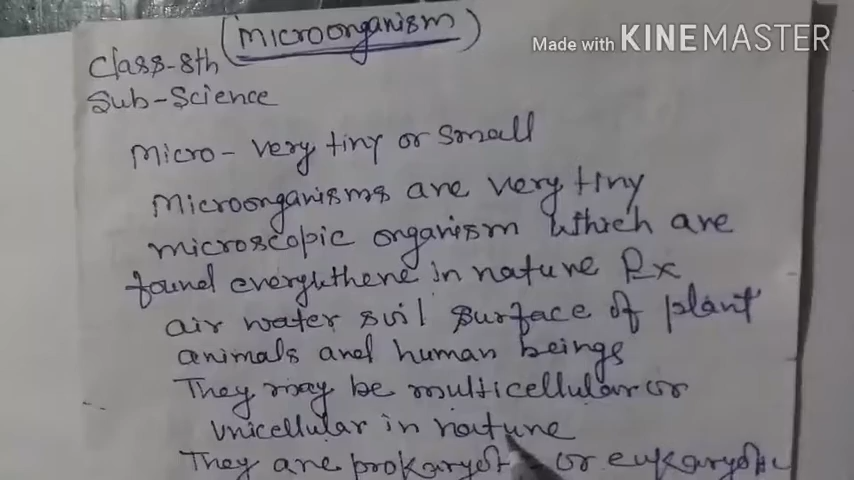 (Microorganism)
Made with KINEMASTER
Class-8th
Sub-Science
Micro - very tiny or small
Microorganisms are very tiny
microscopic organism which are
found everyuthere in nature Ex
air water soil surface of plant
animals and human beings
They may be multicellular or
Unicellular in nature
They are prokaryot- or eukaryotic